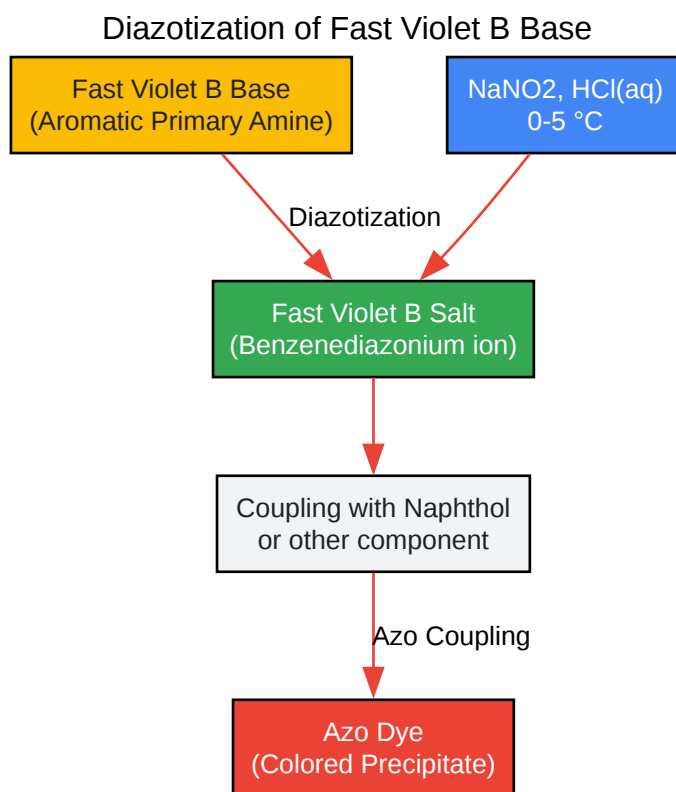 Diazotization of Fast Violet B Base
Fast Violet B Base
(Aromatic Primary Amine)
NaNO2, HCl(aq)
0-5 °C
Diazotization
Fast Violet B Salt
(Benzenediazonium ion)
Coupling with Naphthol
or other component
Azo Coupling
Azo Dye
(Colored Precipitate)